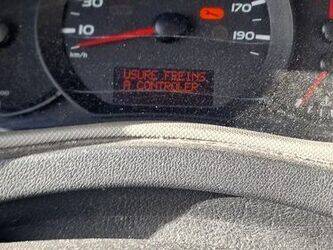 30
170
10
190
km/h
USURE FREINS
A CONTROLER